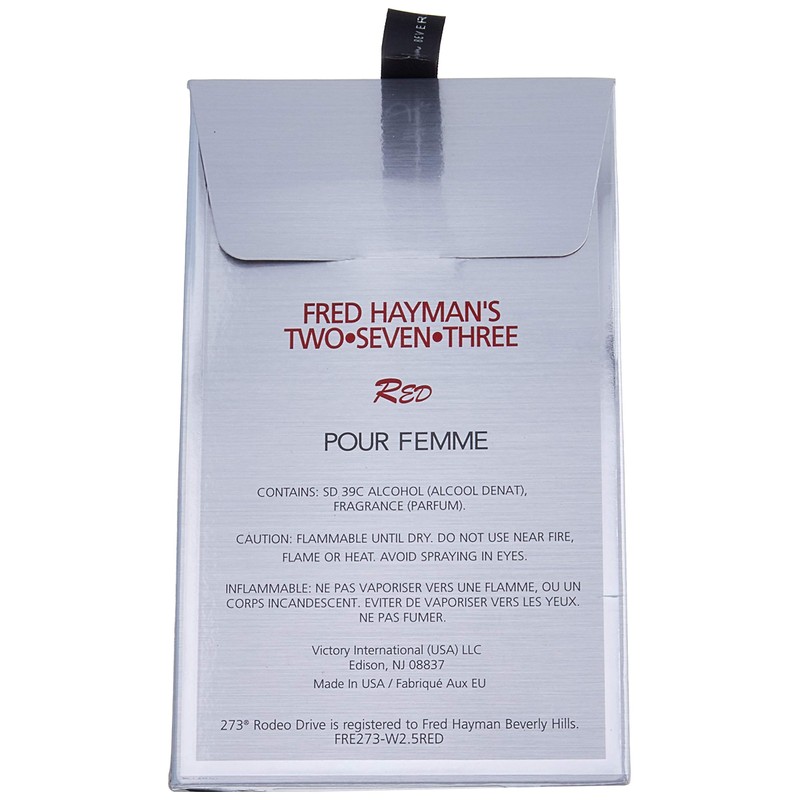 BEVER
FRED HAYMAN'S
TWO•SEVEN•THREE
RED
POUR FEMME
CONTAINS: SD 39C ALCOHOL (ALCOOL DENAT),
FRAGRANCE (PARFUM).
CAUTION: FLAMMABLE UNTIL DRY. DO NOT USE NEAR FIRE,
FLAME OR HEAT. AVOID SPRAYING IN EYES.
INFLAMMABLE: NE PAS VAPORISER VERS UNE FLAMME, OU UN
CORPS INCANDESCENT. EVITER DE VAPORISER VERS LES YEUX.
NE PAS FUMER.
Victory International (USA) LLC
Edison, NJ 08837
Made In USA / Fabriqué Aux EU
273® Rodeo Drive is registered to Fred Hayman Beverly Hills.
FRE273-W2.5RED